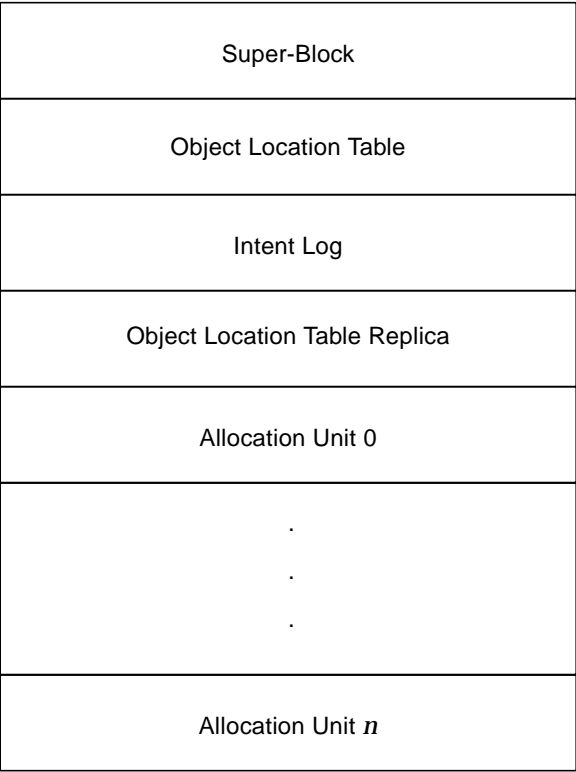 Super-Block
Object Location Table
Intent Log
Object Location Table Replica
Allocation Unit 0
.
.
.
Allocation Unit n